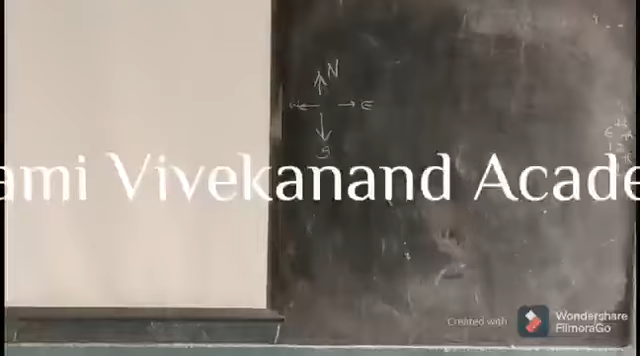 N
W E
S
ami Vivekanand Acade
Created with Wondershare
FilmoraGo